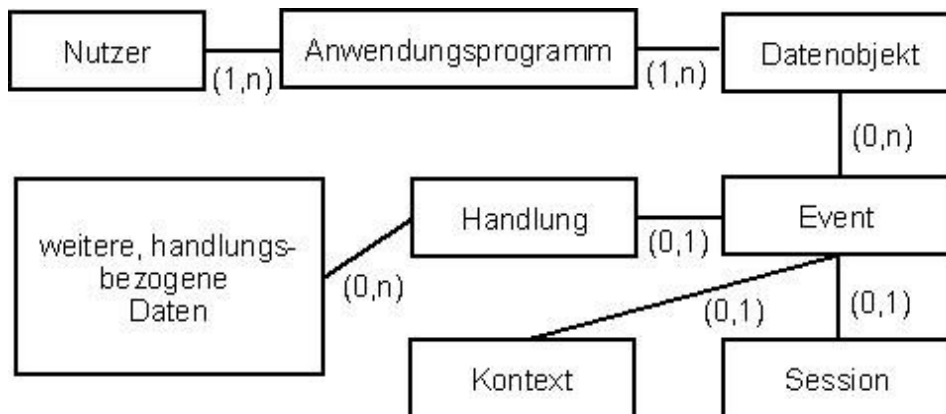 Nutzer
(1,n)
Anwendungsprogramm
(1,n)
Datenobjekt
(0,n)
weitere, handlungs-
bezogene
Daten
(0,n)
Handlung
(0,1)
Event
(0,1)
(0,1)
Kontext
Session